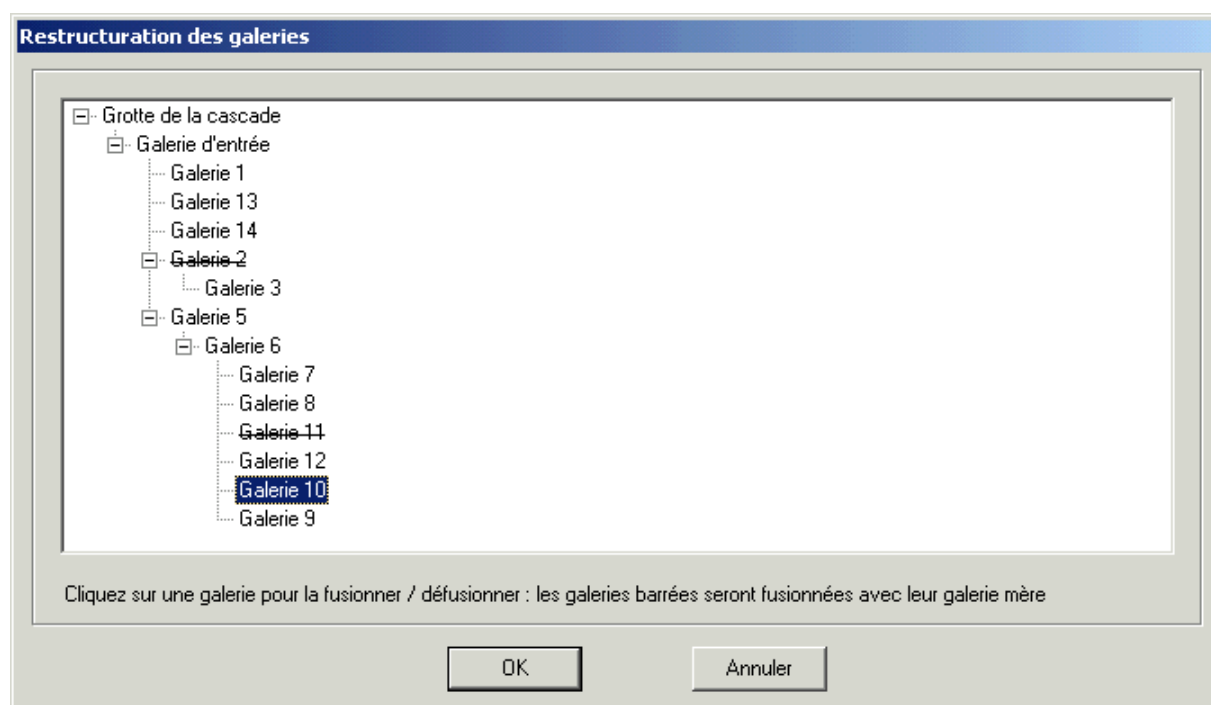 Restructuration des galeries
Grotte de la cascade
Galerie d'entrée
Galerie 1
Galerie 13
Galerie 14
Galerie 2
Galerie 3
Galerie 5
Galerie 6
Galerie 7
Galerie 8
Galerie 11
Galerie 12
Galerie 10
Galerie 9
Cliquez sur une galerie pour la fusionner / défusionner : les galeries barrées seront fusionnées avec leur galerie mère
OK
Annuler